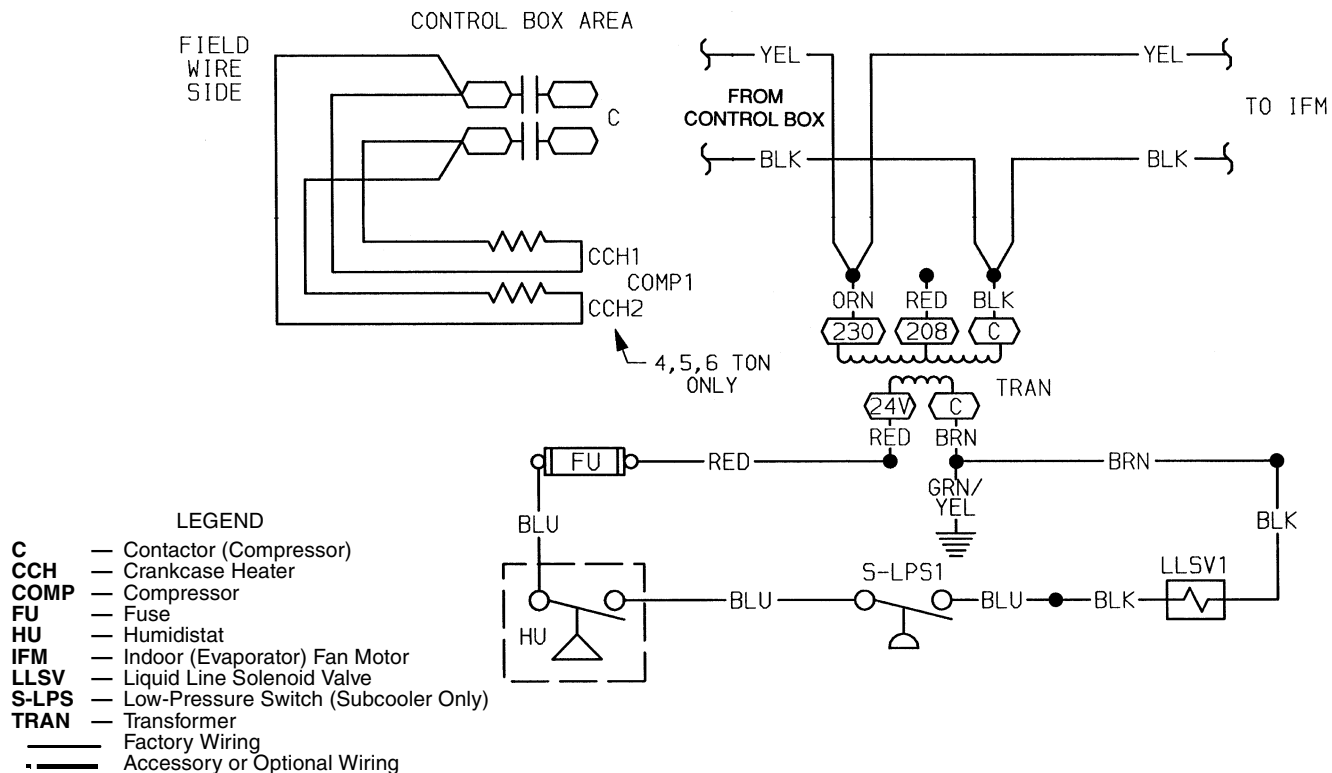 CONTROL BOX AREA
FIELD
WIRE
SIDE
C
YEL
YEL
FROM
CONTROL BOX
TO IFM
BLK
BLK
CCH1
COMP1
CCH2
4,5,6 TON
ONLY
ORN
RED
BLK
230
208
C
TRAN
24V
C
RED
BRN
FU
RED
BRN
GRN/
YEL
BLU
BLK
HU
BLU
S-LPS1
BLU
BLK
LLSV1
LEGEND
C — Contactor (Compressor)
CCH — Crankcase Heater
COMP — Compressor
FU — Fuse
HU — Humidistat
IFM — Indoor (Evaporator) Fan Motor
LLSV — Liquid Line Solenoid Valve
S-LPS — Low-Pressure Switch (Subcooler Only)
TRAN — Transformer
Factory Wiring
Accessory or Optional Wiring